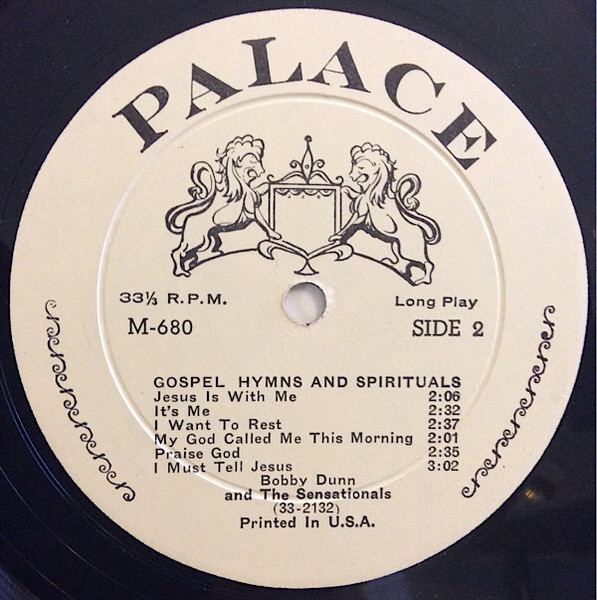 PALACE
33⅓ R.P.M. Long Play
M-680 SIDE 2
GOSPEL HYMNS AND SPIRITUALS
Jesus Is With Me 2:06
It's Me 2:32
I Want To Rest 2:37
My God Called Me This Morning 2:01
Praise God 2:35
I Must Tell Jesus 3:02
Bobby Dunn
and The Sensationals
(33-2132)
Printed In U.S.A.